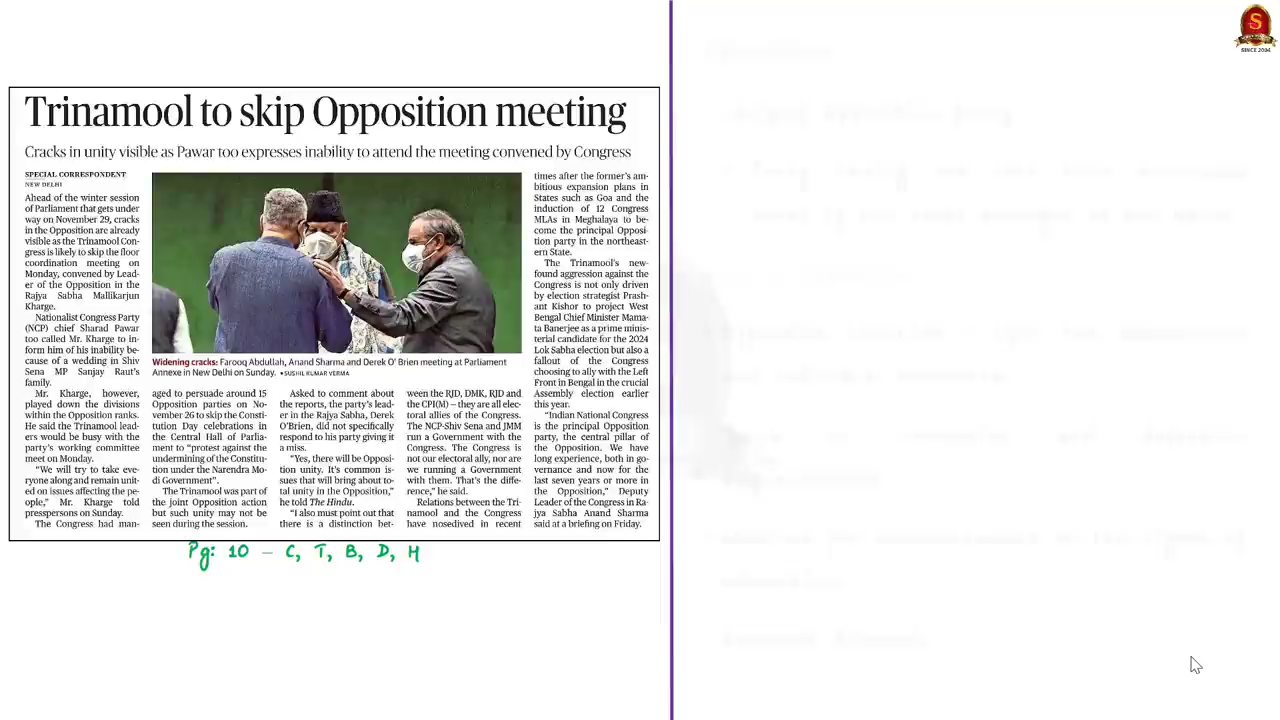 S
SINCE 2004
Trinamool to skip Opposition meeting
Cracks in unity visible as Pawar too expresses inability to attend the meeting convened by Congress
SPECIAL CORRESPONDENT
NEW DELHI
Ahead of the winter session
of Parliament that gets under
way on November 29, cracks
in the Opposition are already
visible as the Trinamool Con-
gress is likely to skip the floor
coordination meeting on
Monday, convened by Lead-
er of the Opposition in the
Rajya Sabha Mallikarjun
Kharge.
Nationalist Congress Party
(NCP) chief Sharad Pawar
too called Mr. Kharge to in-
form him of his inability be-
cause of a wedding in Shiv
Sena MP Sanjay Raut's
family.
Mr. Kharge, however,
played down the divisions
within the Opposition ranks.
He said the Trinamool lead-
ers would be busy with the
party's working committee
meet on Monday.
"We will try to take eve-
ryone along and remain unit-
ed on issues affecting the pe-
ople," Mr. Kharge told
presspersons on Sunday.
The Congress had man-
Widening cracks: Farooq Abdullah, Anand Sharma and Derek O' Brien meeting at Parliament
Annexe in New Delhi on Sunday. • SUSHIL KUMAR VERMA
aged to persuade around 15
Opposition parties on No-
vember 26 to skip the Consti-
tution Day celebrations in
the Central Hall of Parlia-
ment to "protest against the
undermining of the Constitu-
tion under the Narendra Mo-
di Government".
The Trinamool was part of
the joint Opposition action
but such unity may not be
seen during the session.
Asked to comment about
the reports, the party's lead-
er in the Rajya Sabha, Derek
O'Brien, did not specifically
respond to his party giving it
a miss.
"Yes, there will be Opposi-
tion unity. It's common is-
sues that will bring about to-
tal unity in the Opposition,"
he told The Hindu.
"I also must point out that
there is a distinction bet-
ween the RJD, DMK, RJD and
the CPI(M) – they are all elec-
toral allies of the Congress.
The NCP-Shiv Sena and JMM
run a Government with the
Congress. The Congress is
not our electoral ally, nor are
we running a Government
with them. That's the diffe-
rence," he said.
Relations between the Tri-
namool and the Congress
have nosedived in recent
times after the former's am-
bitious expansion plans in
States such as Goa and the
induction of 12 Congress
MLAs in Meghalaya to be-
come the principal Opposi-
tion party in the northeast-
ern State.
The Trinamool's new-
found aggression against the
Congress is not only driven
by election strategist Prash-
ant Kishor to project West
Bengal Chief Minister Mama-
ta Banerjee as a prime minis-
terial candidate for the 2024
Lok Sabha election but also a
fallout of the Congress
choosing to ally with the Left
Front in Bengal in the crucial
Assembly election earlier
this year.
"Indian National Congress
is the principal Opposition
party, the central pillar of
the Opposition. We have
long experience, both in go-
vernance and now for the
last seven years or more in
the Opposition," Deputy
Leader of the Congress in Ra-
jya Sabha Anand Sharma
said at a briefing on Friday.
Pg: 10 – C, T, B, D, H